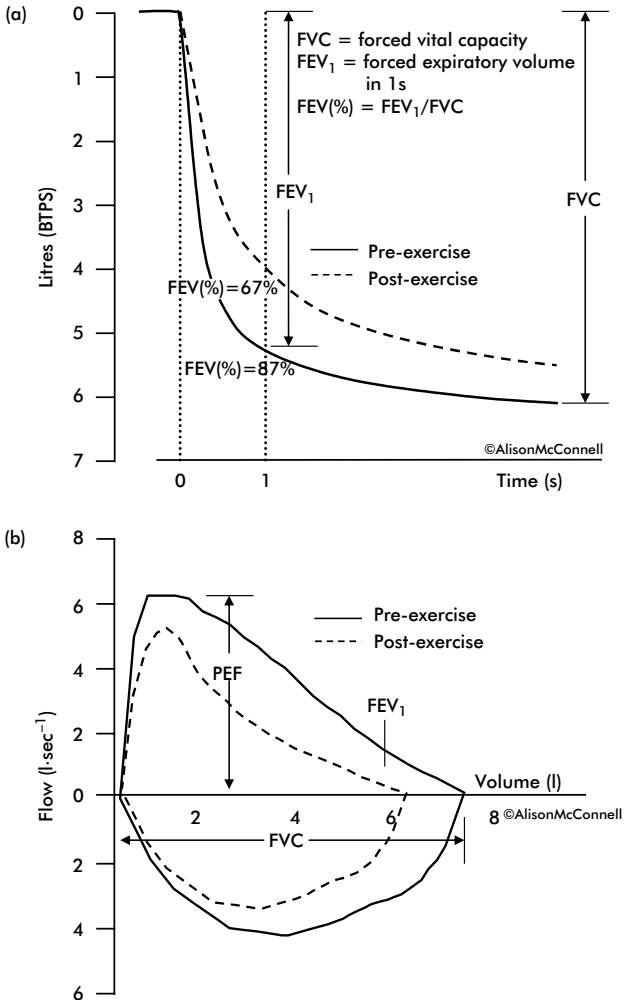 (a)
0
1
2
3
4
5
6
7
Litres (BTPS)
FVC = forced vital capacity
FEV₁ = forced expiratory volume
in 1s
FEV(%) = FEV₁/FVC
FEV₁
FVC
Pre-exercise
Post-exercise
FEV(%)=67%
FEV(%)=87%
©AlisonMcConnell
0
1
Time (s)
(b)
8
6
4
2
0
2
4
6
Flow (l·sec⁻¹)
Pre-exercise
Post-exercise
PEF
FEV₁
Volume (l)
2
4
6
8 ©AlisonMcConnell
FVC